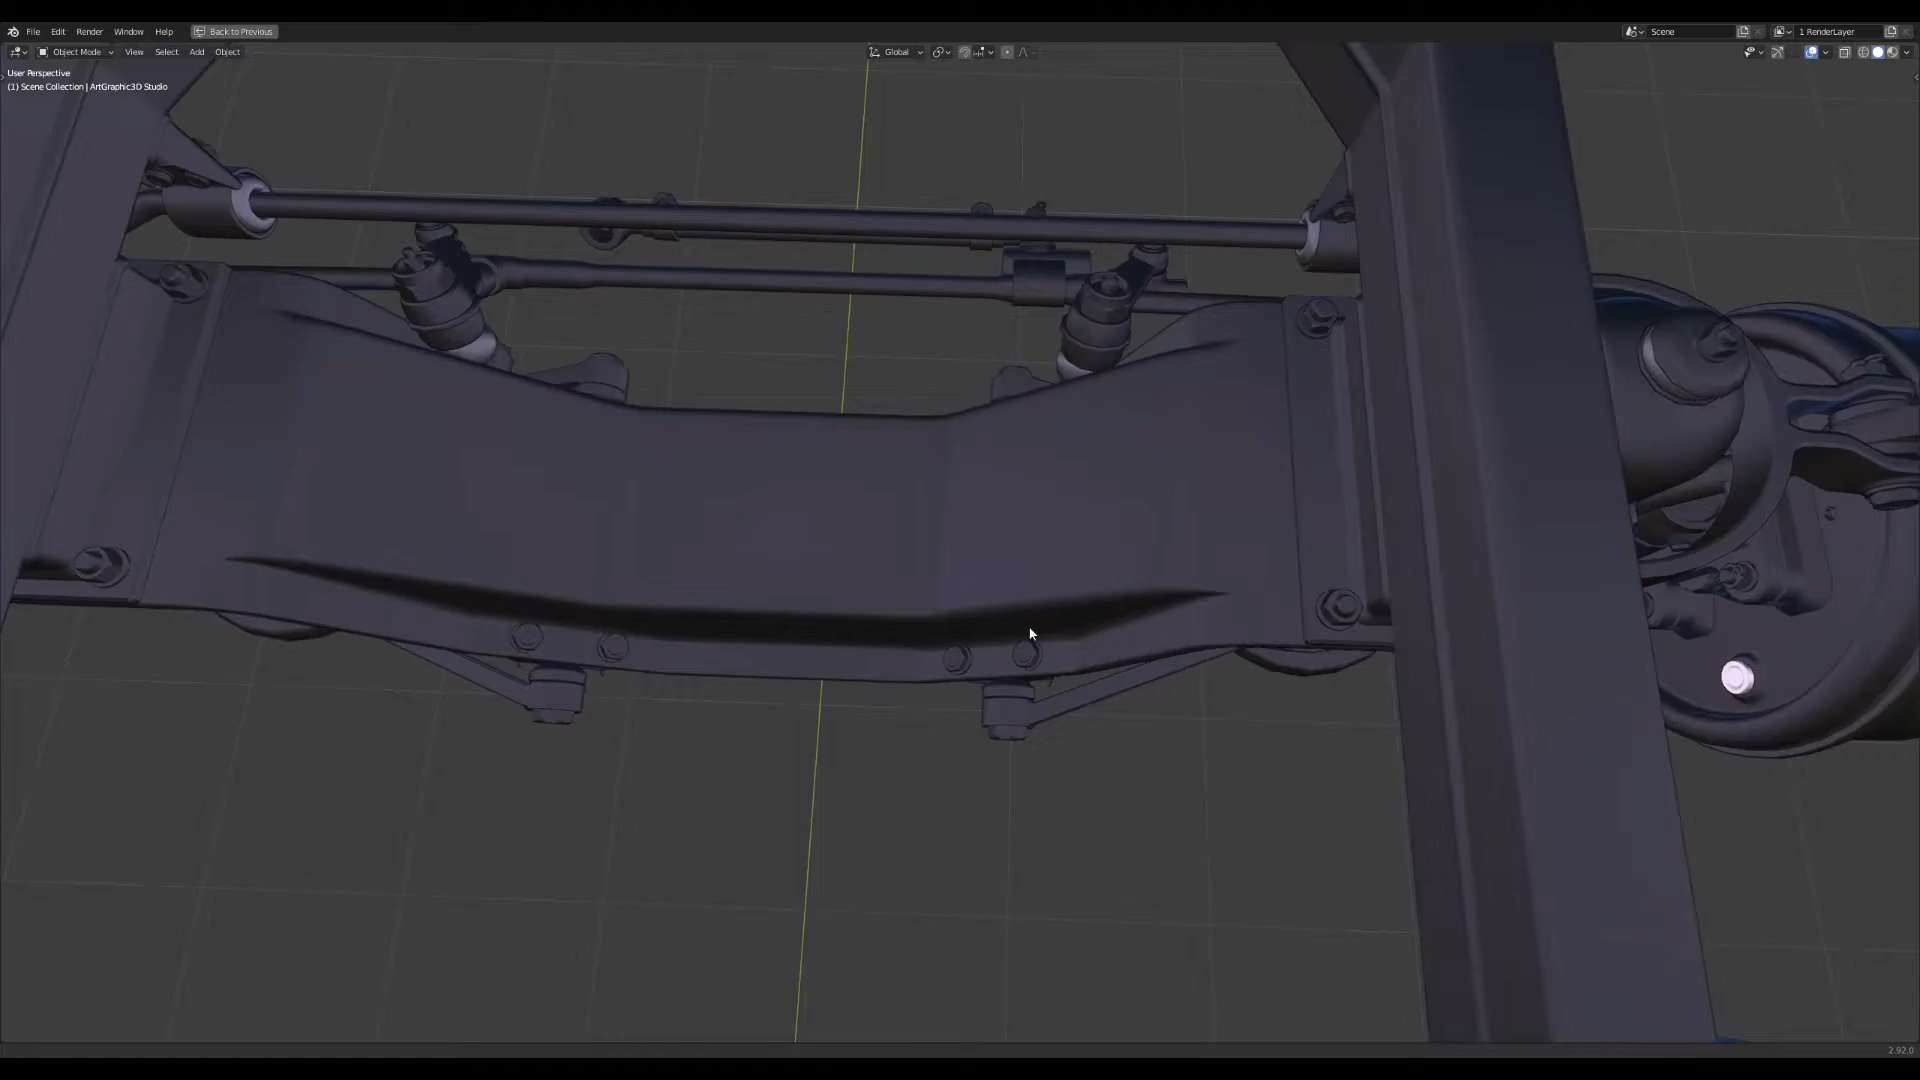 File Edit Render Window Help Back to Previous Scene 1 RenderLayer
Object Mode View Select Add Object Global
User Perspective
(1) Scene Collection | ArtGraphic3D Studio
2.92.0